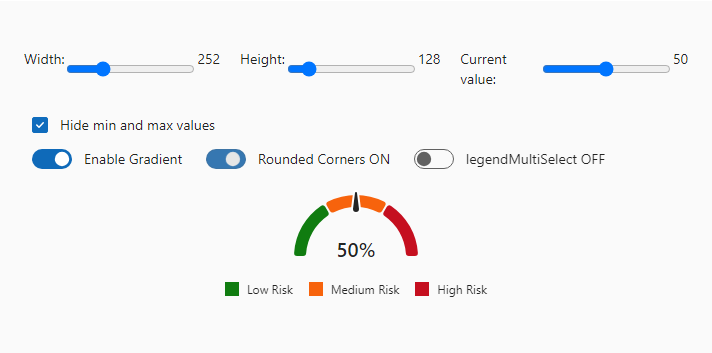 Width: 252 Height: 128 Current value: 50
Hide min and max values
Enable Gradient Rounded Corners ON legendMultiSelect OFF
50%
Low Risk Medium Risk High Risk